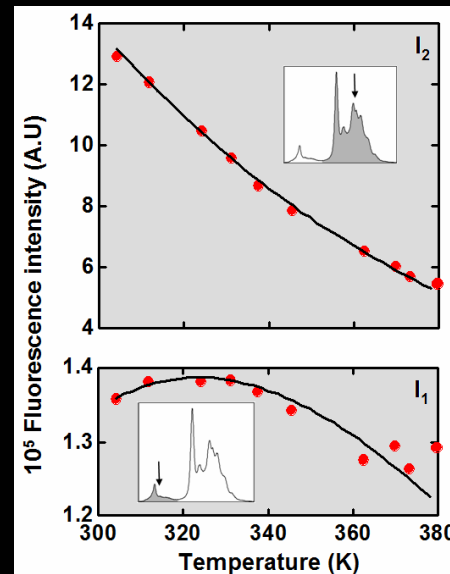 10⁵ Fluorescence intensity (A.U)
14
12
10
8
6
4
I₂
1.4
1.3
1.2
I₁
300 320 340 360 380
Temperature (K)